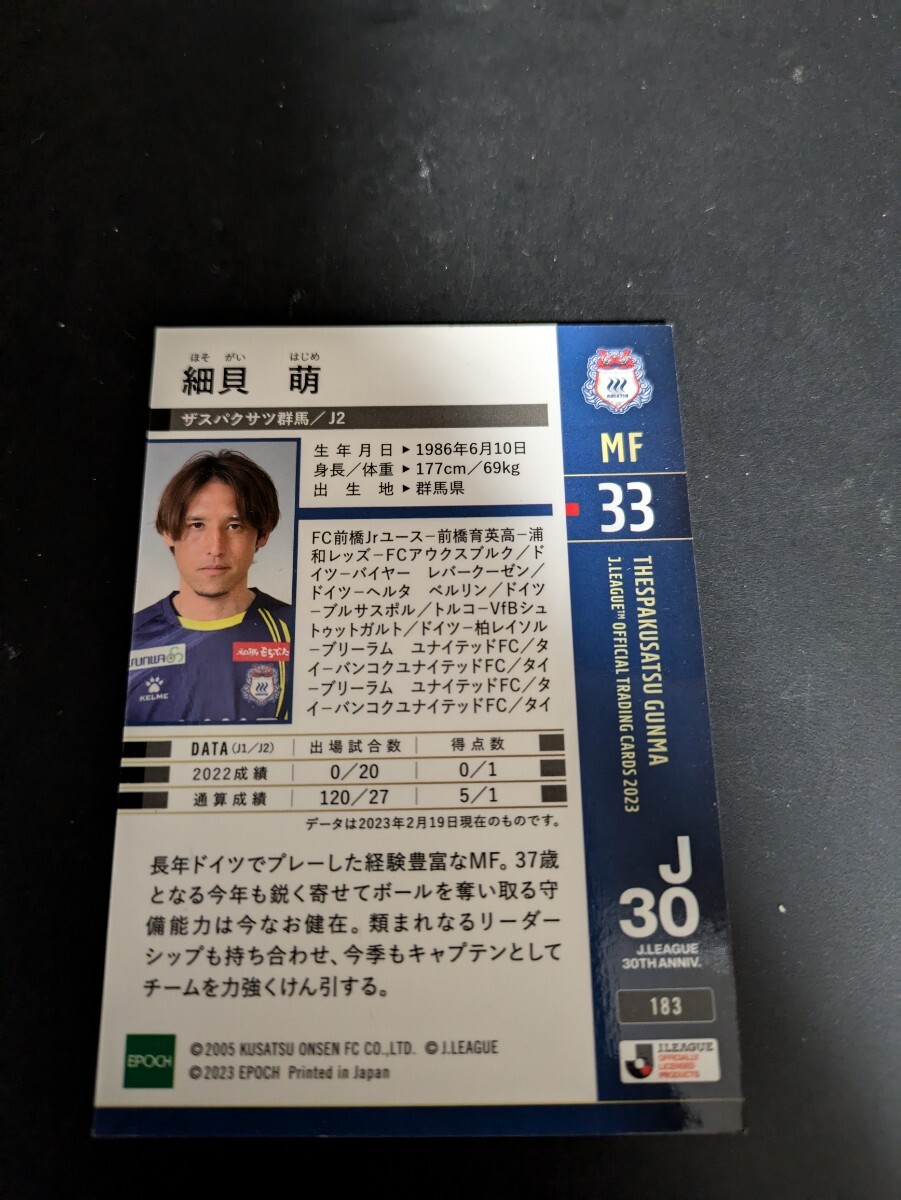 ほそ がい はじめ
細貝 萌
ザスパクサツ群馬／J2
生年月日▶1986年6月10日
身長／体重▶177cm／69kg
出生地▶群馬県
FC前橋Jrユース−前橋育英高−浦
和レッズ−FCアウクスブルク／ド
イツ−バイヤー レバークーゼン／
ドイツ−ヘルタ ベルリン／ドイツ
−ブルサスポル／トルコ−VfBシュ
トゥットガルト／ドイツ−柏レイソル
−ブリーラム ユナイテッドFC／タ
イ−バンコクユナイテッドFC／タイ
−ブリーラム ユナイテッドFC／タ
イ−バンコクユナイテッドFC／タイ
SUNWA
KELME
DATA（J1／J2） 出場試合数 得点数
2022成績 0／20 0／1
通算成績 120／27 5／1
データは2023年2月19日現在のものです。
長年ドイツでプレーした経験豊富なMF。37歳
となる今年も鋭く寄せてボールを奪い取る守
備能力は今なお健在。類まれなるリーダー
シップも持ち合わせ、今季もキャプテンとして
チームを力強くけん引する。
EPOCH
©2005 KUSATSU ONSEN FC CO.,LTD. ©J.LEAGUE
©2023 EPOCH Printed in Japan
MF
33
THESPAKUSATSU GUNMA
J.LEAGUE™ OFFICIAL TRADING CARDS 2023
J
30
J.LEAGUE
30TH ANNIV.
183
J.LEAGUE
OFFICIALLY
LICENSED
PRODUCTS